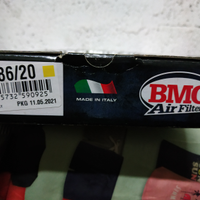 36/20
5732 590925
PKG 11.05.2021
MADE IN ITALY
BMC
Air Filter